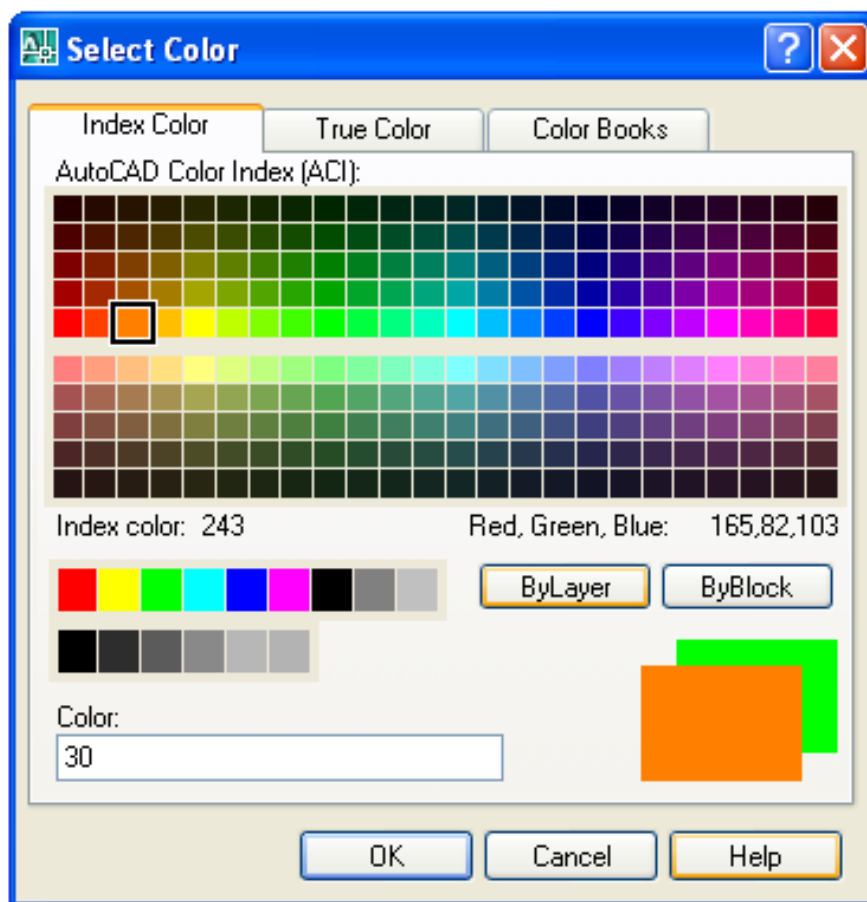 Select Color
Index Color True Color Color Books
AutoCAD Color Index (ACI):
Index color: 243 Red, Green, Blue: 165,82,103
ByLayer ByBlock
Color:
30
OK Cancel Help